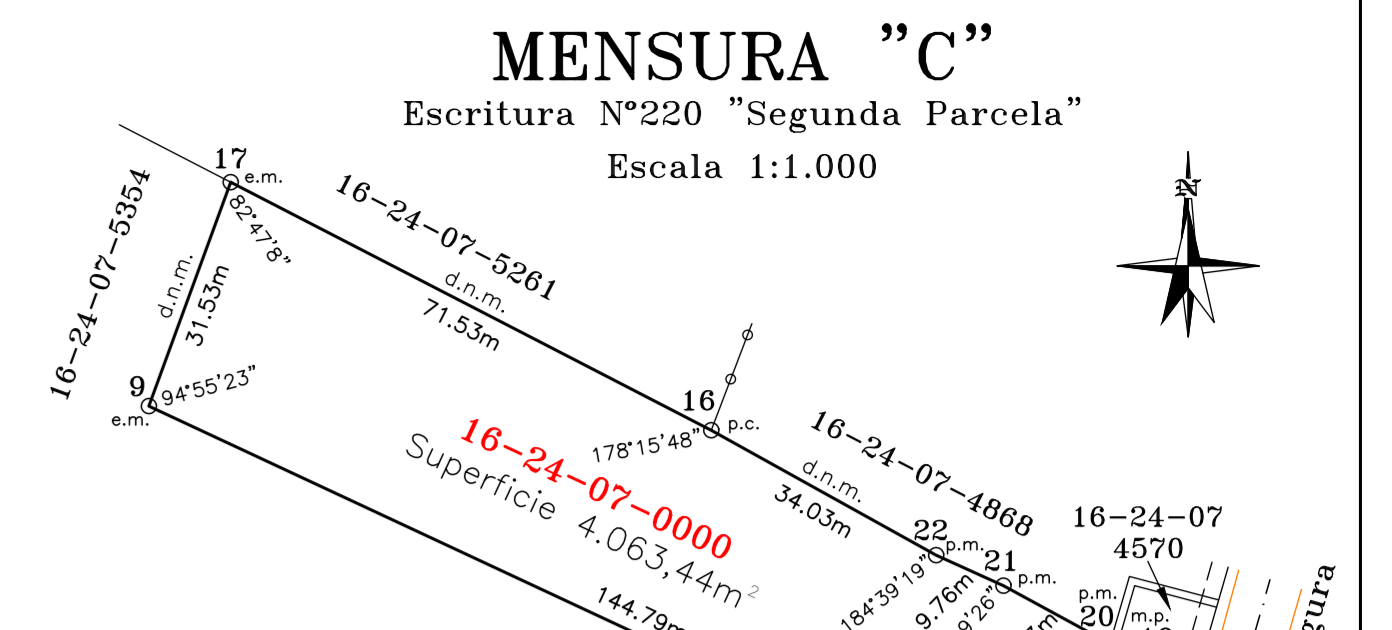 MENSURA "C"
Escritura N°220 "Segunda Parcela"
Escala 1:1.000
N
17
e.m.
82°47'8"
16-24-07-5354
d.n.m.
31.53m
9
e.m.
94°55'23"
16-24-07-5261
d.n.m.
71.53m
16
p.c.
178°15'48"
16-24-07-0000
Superficie 4.063,44m²
144.79m
16-24-07-4868
d.n.m.
34.03m
22
p.m.
184°39'19"
9.76m
21
p.m.
9'26"
16-24-07
4570
p.m.
20
m.p.
gura